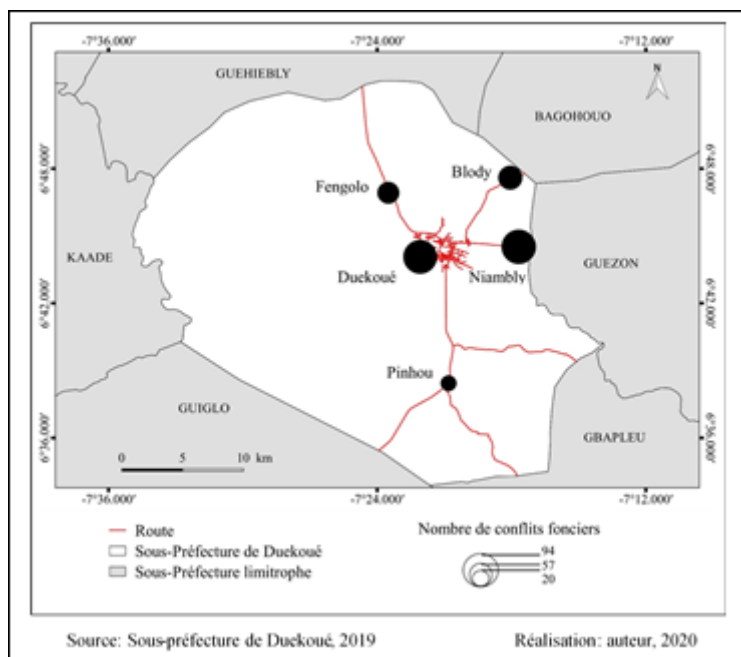 -7°36.000' -7°24.000' -7°12.000'
N
GUEHIEBLY
BAGOHOUO
6°48.000' 6°48.000'
Blody
Fengolo
KAADE
GUEZON
Duekoué
Niambly
6°42.000' 6°42.000'
Pinhou
GUIGLO
GBAPLEU
6°36.000' 6°36.000'
0 5 10 km
-7°36.000' -7°24.000' -7°12.000'
Route
Sous-Préfecture de Duekoué
Sous-Préfecture limitrophe
Nombre de conflits fonciers
94
57
20
Source: Sous-préfecture de Duekoué, 2019 Réalisation: auteur, 2020